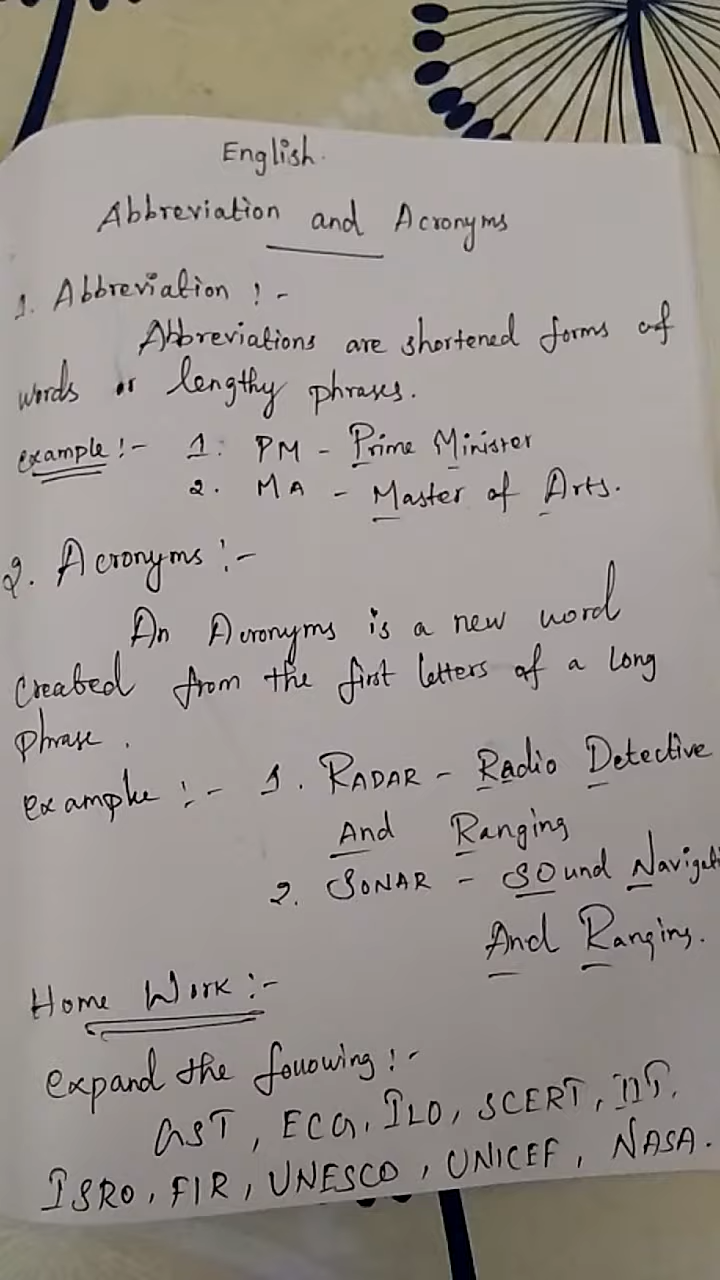 English.
Abbreviation and Acronyms
1. Abbreviation :-
Abbreviations are shortened forms of
words or lengthy phrases.
example :- 1. PM - Prime Minister
2. MA - Master of Arts.
2. Acronyms :-
An Acronyms is a new word
Created from the first letters of a long
phrase.
example :- 1. RADAR - Radio Detective
And Ranging
2. SONAR - SOund Navigati
And Ranging.
Home Work :-
expand the following :-
GST, ECG, ILO, SCERT, IIT,
ISRO, FIR, UNESCO, UNICEF, NASA.